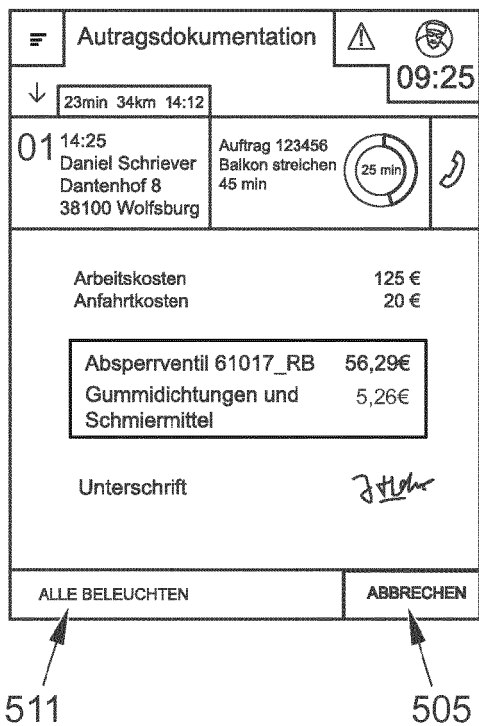 Autragsdokumentation
09:25
23min 34km 14:12
01
14:25
Daniel Schriever
Dantenhof 8
38100 Wolfsburg
Auftrag 123456
Balkon streichen
45 min
25 min
Arbeitskosten 125 €
Anfahrtkosten 20 €
Absperrventil 61017_RB 56,29€
Gummidichtungen und 5,26€
Schmiermittel
Unterschrift
ALLE BELEUCHTEN
ABBRECHEN
511
505